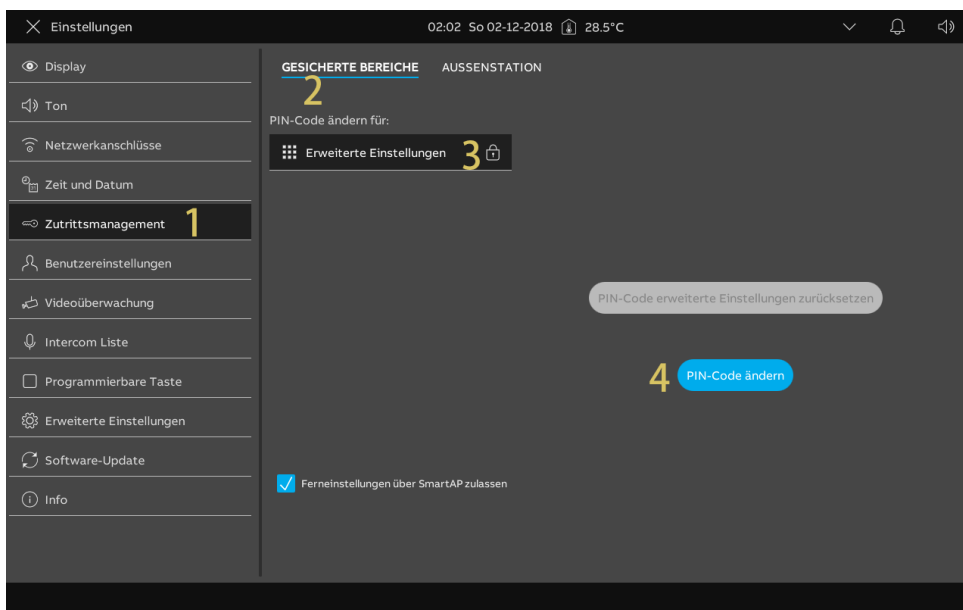 Einstellungen
02:02 So 02-12-2018 28.5°C
Display
Ton
Netzwerkanschlüsse
Zeit und Datum
Zutrittsmanagement 1
Benutzereinstellungen
Videoüberwachung
Intercom Liste
Programmierbare Taste
Erweiterte Einstellungen
Software-Update
Info
GESICHERTE BEREICHE AUSSENSTATION
2
PIN-Code ändern für:
Erweiterte Einstellungen 3
PIN-Code erweiterte Einstellungen zurücksetzen
4 PIN-Code ändern
Ferneinstellungen über SmartAP zulassen